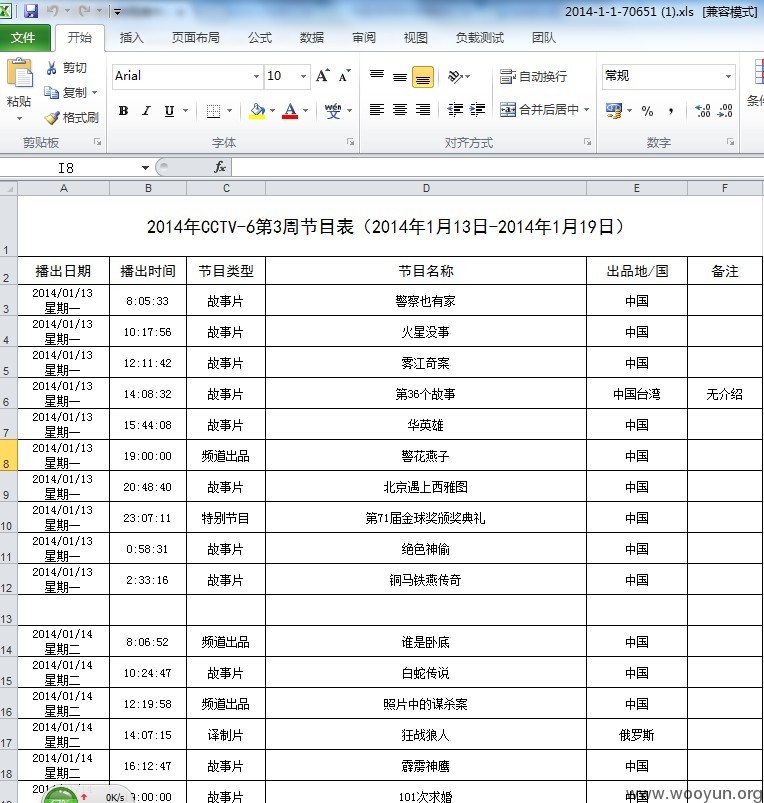 2014-1-1-70651 (1).xls [兼容模式]
文件 开始 插入 页面布局 公式 数据 审阅 视图 负载测试 团队
粘贴 剪切 复制 格式刷 剪贴板
Arial 10 B I U A 字体
自动换行 合并后居中 对齐方式
常规 % 数字
I8 fx
A B C D E F
1 2014年CCTV-6第3周节目表（2014年1月13日-2014年1月19日）
2 播出日期 播出时间 节目类型 节目名称 出品地/国 备注
3 2014/01/13 星期一 8:05:33 故事片 警察也有家 中国
4 2014/01/13 星期一 10:17:56 故事片 火星没事 中国
5 2014/01/13 星期一 12:11:42 故事片 雾江奇案 中国
6 2014/01/13 星期一 14:08:32 故事片 第36个故事 中国台湾 无介绍
7 2014/01/13 星期一 15:44:08 故事片 华英雄 中国
8 2014/01/13 星期一 19:00:00 频道出品 警花燕子 中国
9 2014/01/13 星期一 20:48:40 故事片 北京遇上西雅图 中国
10 2014/01/13 星期一 23:07:11 特别节目 第71届金球奖颁奖典礼 中国
11 2014/01/13 星期一 0:58:31 故事片 绝色神偷 中国
12 2014/01/13 星期一 2:33:16 故事片 铜马铁燕传奇 中国
13
14 2014/01/14 星期二 8:06:52 频道出品 谁是卧底 中国
15 2014/01/14 星期二 10:24:47 故事片 白蛇传说 中国
16 2014/01/14 星期二 12:19:58 频道出品 照片中的谋杀案 中国
17 2014/01/14 星期二 14:07:15 译制片 狂战狼人 俄罗斯
18 2014/01/14 星期二 16:12:47 故事片 霹雳神鹰 中国
0K/s 故事片 101次求婚 中国
www.wooyun.org